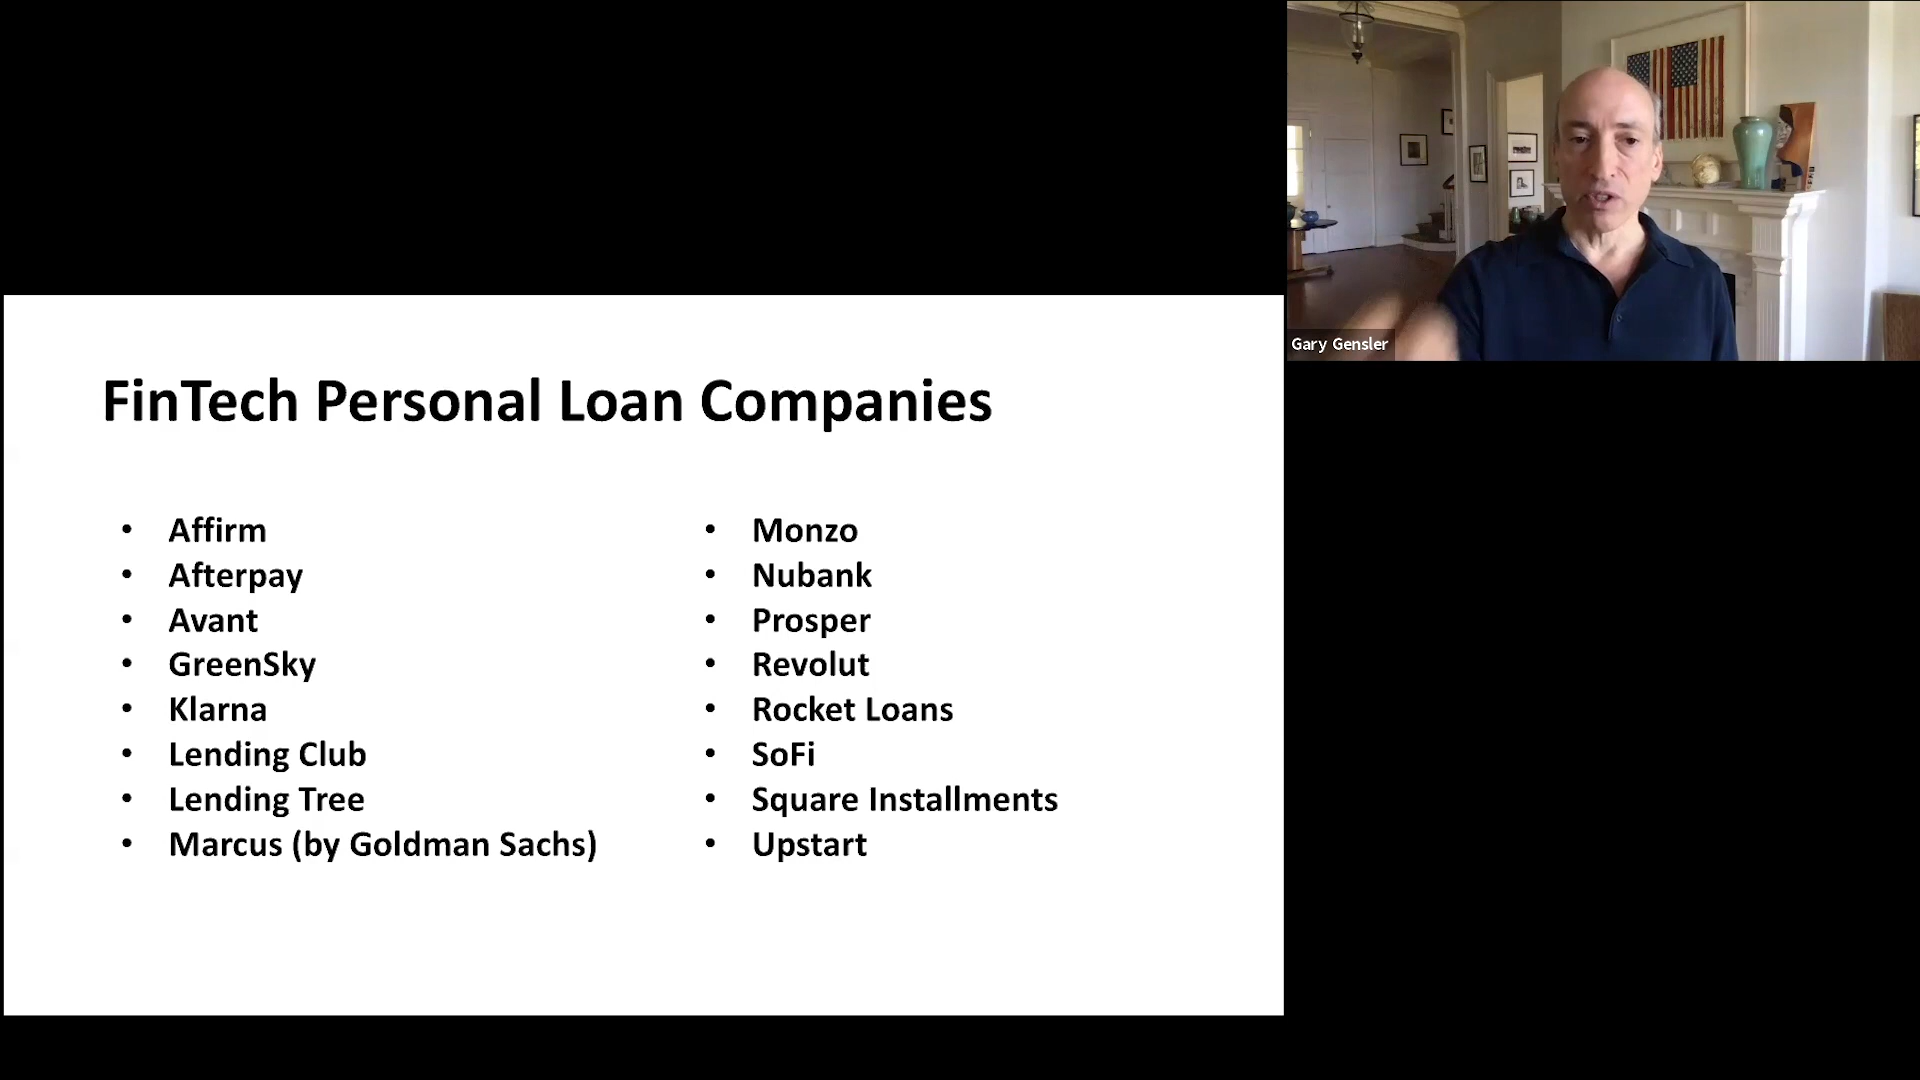 FinTech Personal Loan Companies
• Affirm
• Afterpay
• Avant
• GreenSky
• Klarna
• Lending Club
• Lending Tree
• Marcus (by Goldman Sachs)
• Monzo
• Nubank
• Prosper
• Revolut
• Rocket Loans
• SoFi
• Square Installments
• Upstart
Gary Gensler